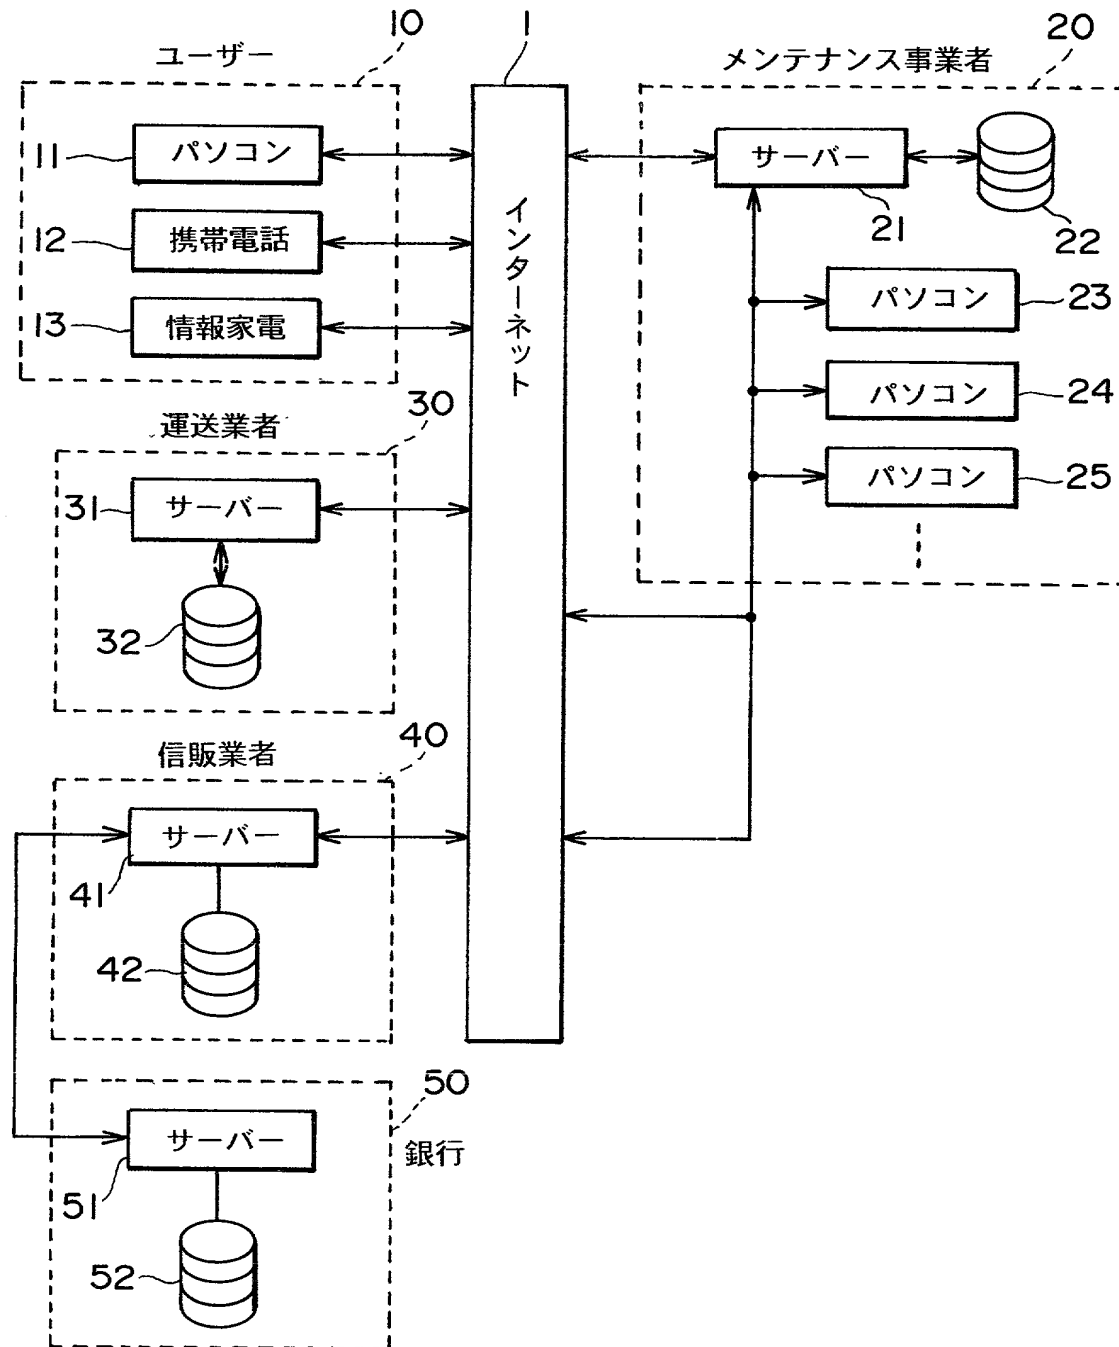 10
1
20
ユーザー
メンテナンス事業者
11
パソコン
サーバー
21
22
12
携帯電話
インターネット
パソコン
23
13
情報家電
パソコン
24
30
運送業者
パソコン
25
31
サーバー
32
信販業者
40
サーバー
41
42
50
サーバー
銀行
51
52